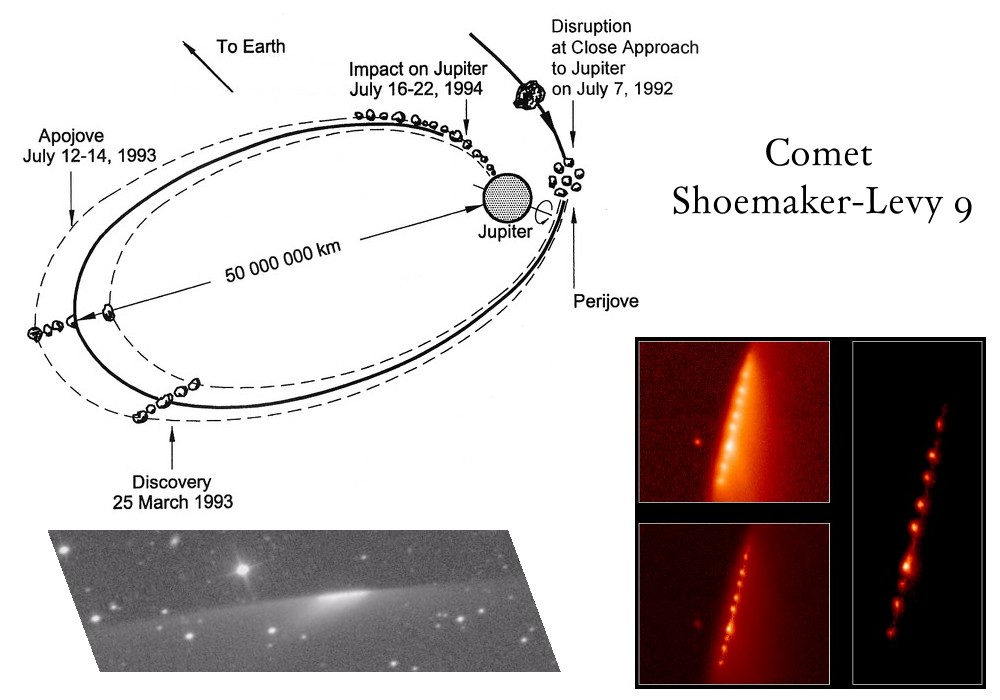 To Earth
Disruption
at Close Approach
to Jupiter
on July 7, 1992
Impact on Jupiter
July 16-22, 1994
Apojove
July 12-14, 1993
Comet
Shoemaker-Levy 9
Jupiter
50 000 000 km
Perijove
Discovery
25 March 1993